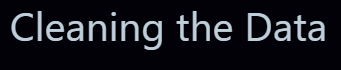 Cleaning the Data